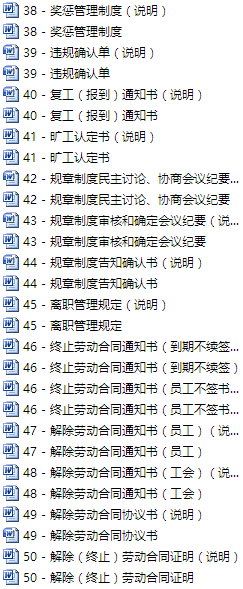 38 - 奖惩管理制度（说明）
38 - 奖惩管理制度
39 - 违规确认单（说明）
39 - 违规确认单
40 - 复工（报到）通知书（说明）
40 - 复工（报到）通知书
41 - 旷工认定书（说明）
41 - 旷工认定书
42 - 规章制度民主讨论、协商会议纪要...
42 - 规章制度民主讨论、协商会议纪要
43 - 规章制度审核和确定会议纪要（说...
43 - 规章制度审核和确定会议纪要
44 - 规章制度告知确认书（说明）
44 - 规章制度告知确认书
45 - 离职管理规定（说明）
45 - 离职管理规定
46 - 终止劳动合同通知书（到期不续签...
46 - 终止劳动合同通知书（到期不续签）
46 - 终止劳动合同通知书（员工不签书...
46 - 终止劳动合同通知书（员工不签书...
47 - 解除劳动合同通知书（员工）（说...
47 - 解除劳动合同通知书（员工）
48 - 解除劳动合同通知书（工会）（说...
48 - 解除劳动合同通知书（工会）
49 - 解除劳动合同协议书（说明）
49 - 解除劳动合同协议书
50 - 解除（终止）劳动合同证明（说明）
50 - 解除（终止）劳动合同证明